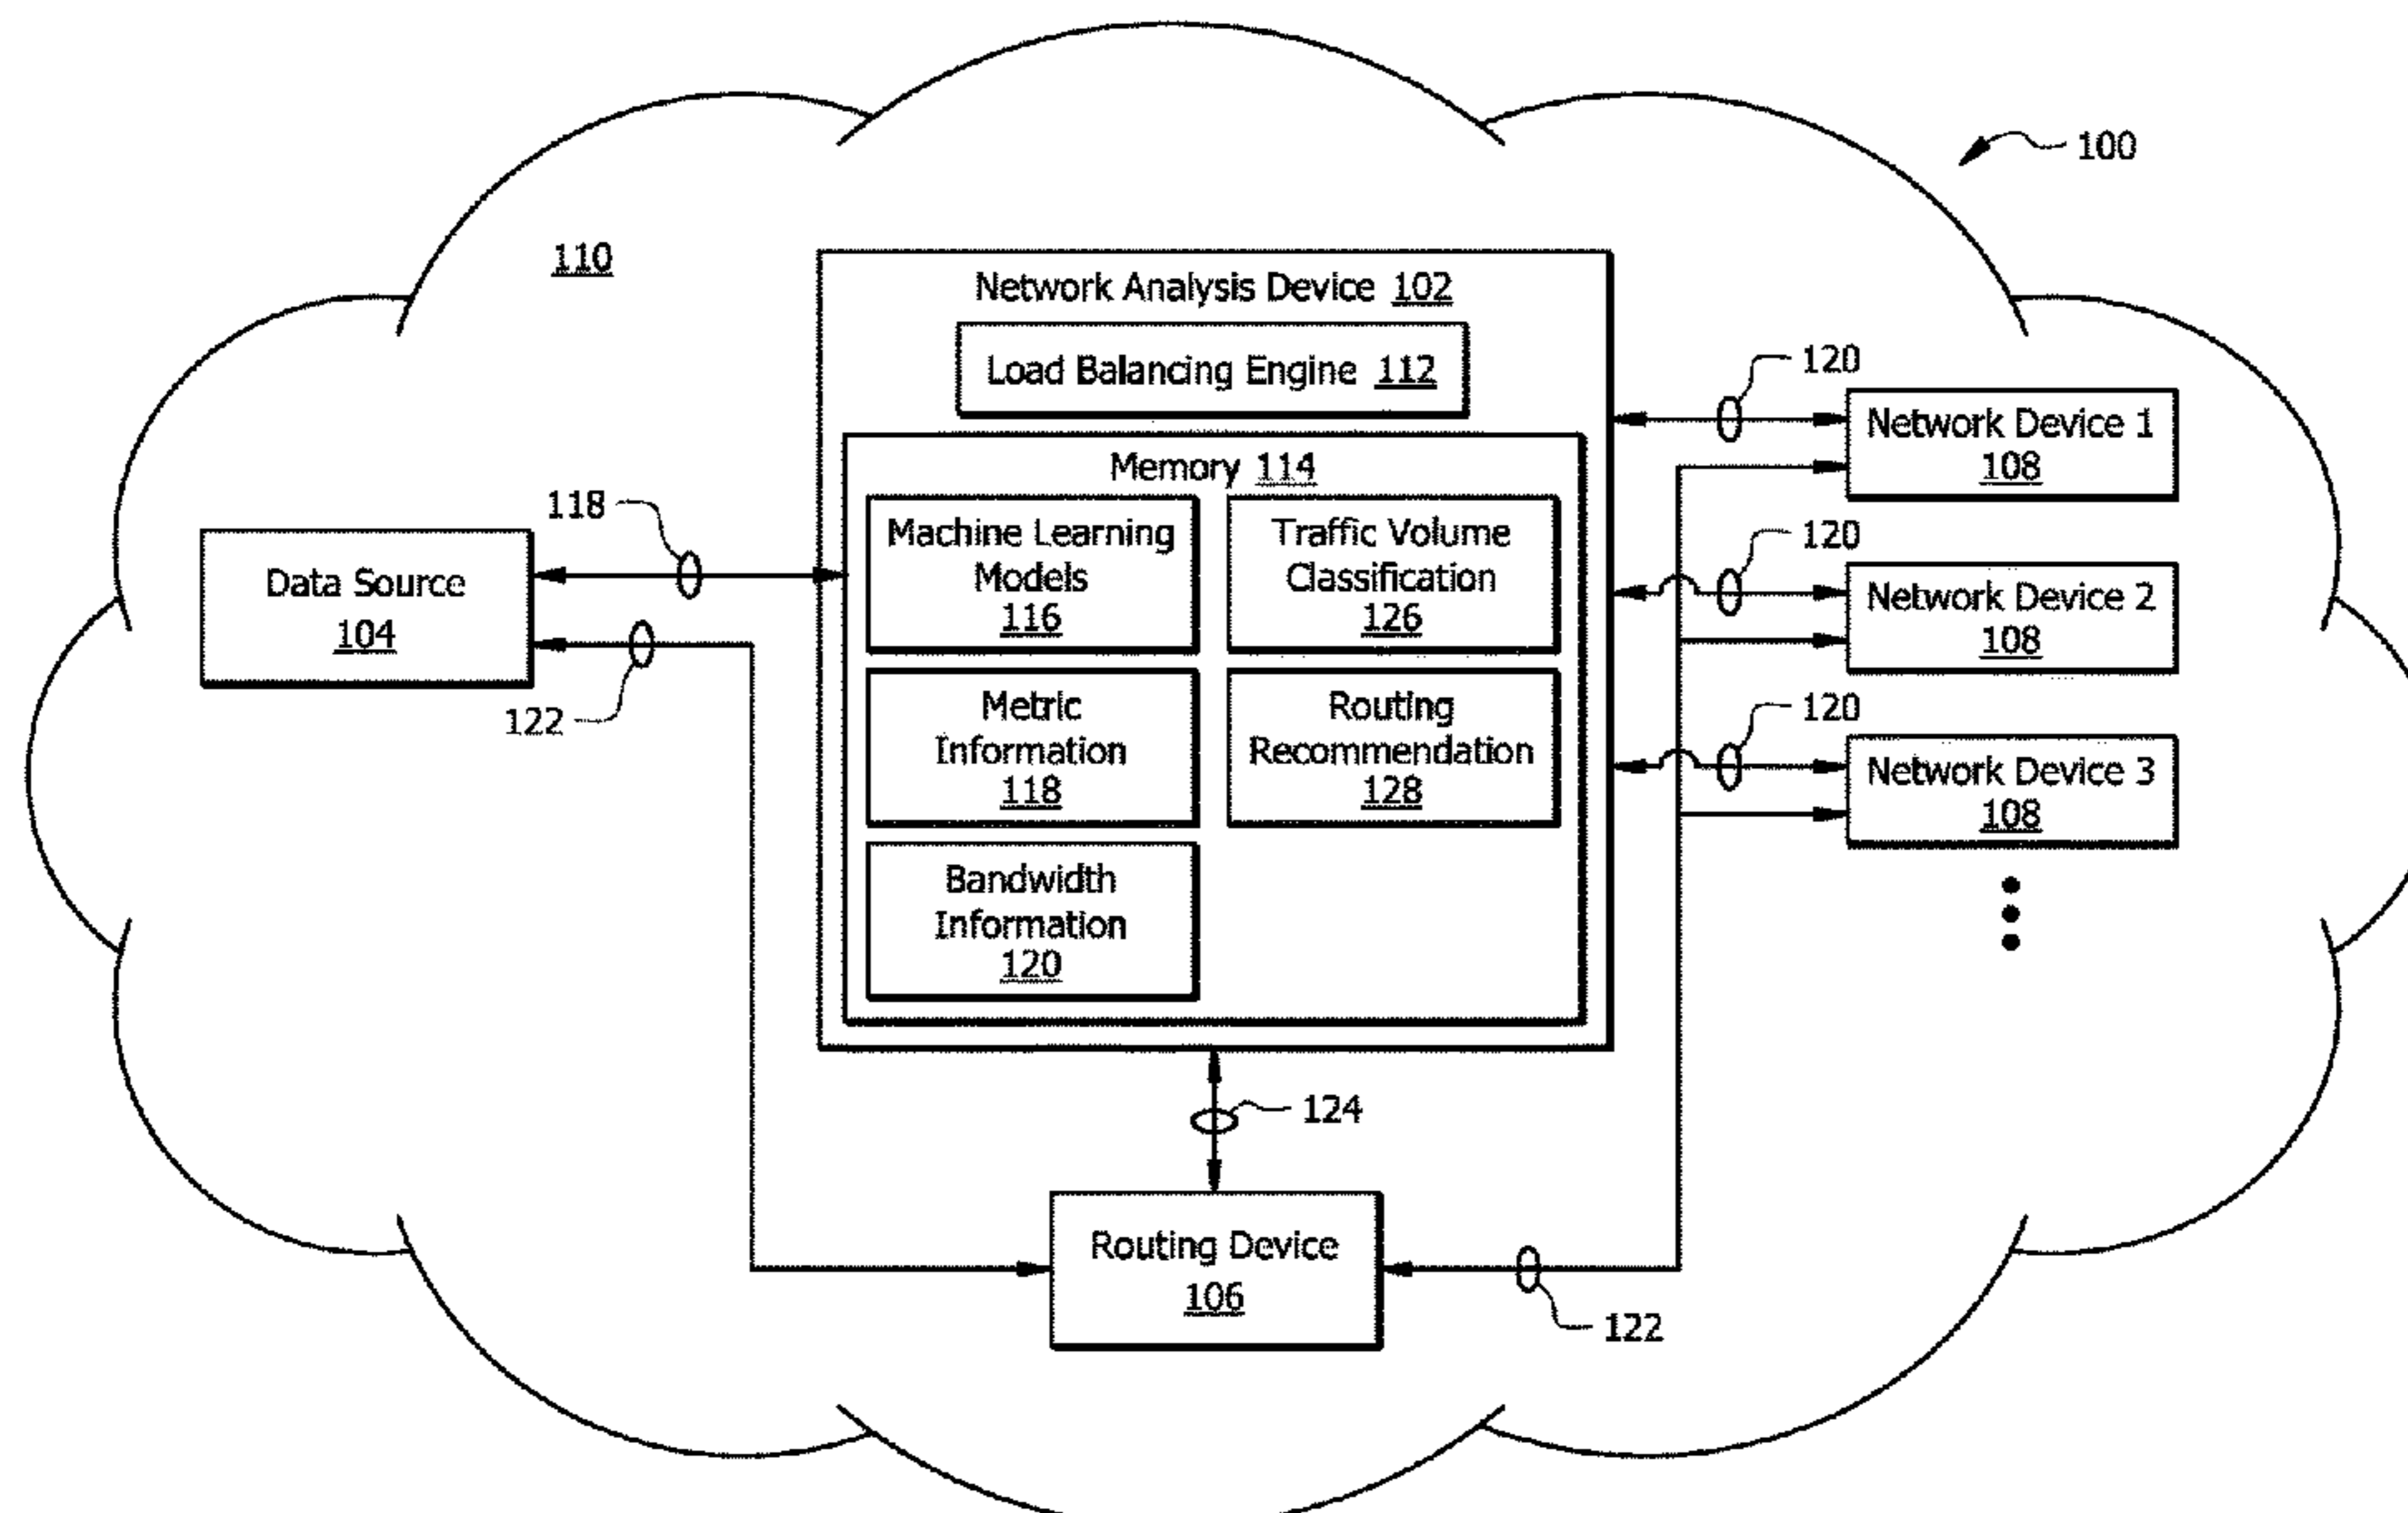 100
110
Network Analysis Device 102
Load Balancing Engine 112
Memory 114
Machine Learning
Models
116
Traffic Volume
Classification
126
Metric
Information
118
Routing
Recommendation
128
Bandwidth
Information
120
118
Data Source
104
122
120
Network Device 1
108
120
Network Device 2
108
120
Network Device 3
108
124
Routing Device
106
122